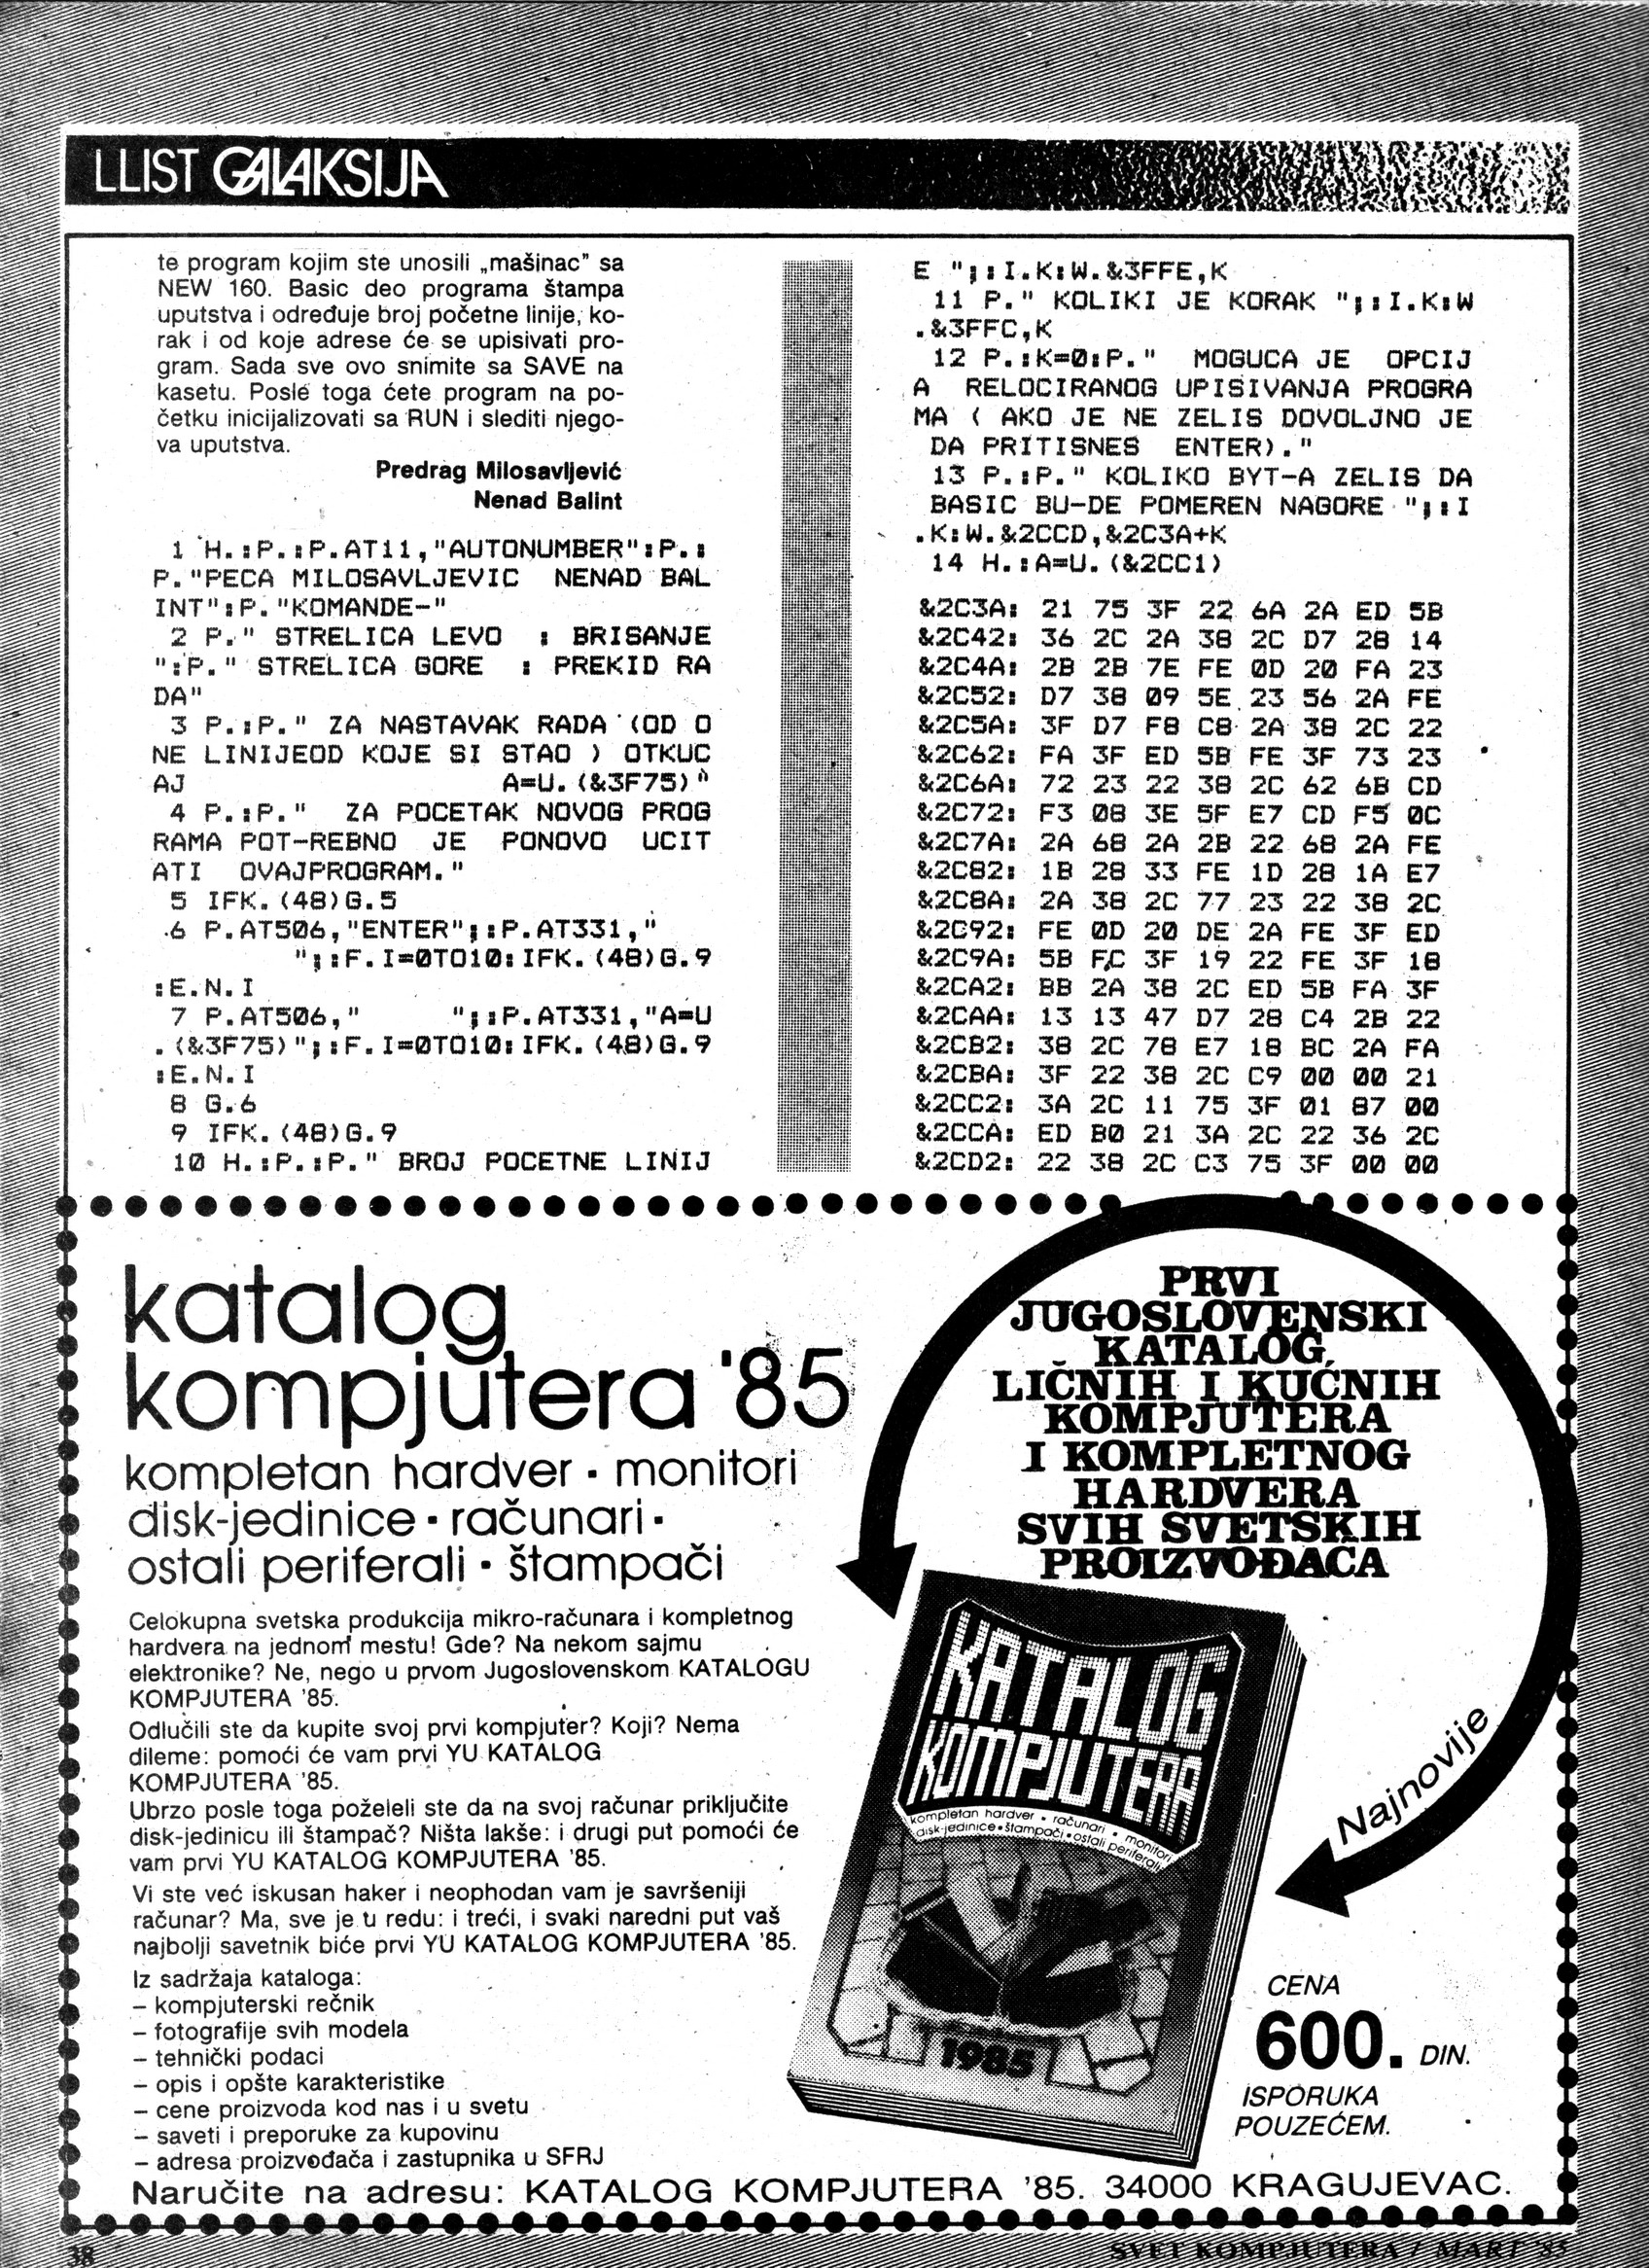 LLIST GALAKSIJA
te program kojim ste unosili „mašinac” sa
NEW 160. Basic deo programa štampa
uputstva i određuje broj početne linije, ko-
rak i od koje adrese će se upisivati pro-
gram. Sada sve ovo snimite sa SAVE na
kasetu. Posle toga ćete program na po-
četku inicijalizovati sa RUN i slediti njego-
va uputstva.
Predrag Milosavljević
Nenad Balint
1 H.:P.:P.AT11,"AUTONUMBER":P.:
P."PECA MILOSAVLJEVIC NENAD BAL
INT":P."KOMANDE-"
2 P." STRELICA LEVO : BRISANJE
":P." STRELICA GORE : PREKID RA
DA"
3 P.:P." ZA NASTAVAK RADA (OD O
NE LINIJEOD KOJE SI STAO ) OTKUC
AJ A=U.(&3F75)"
4 P.:P." ZA POCETAK NOVOG PROG
RAMA POT-REBNO JE PONOVO UCIT
ATI OVAJPROGRAM."
5 IFK.(48)G.5
6 P.AT506,"ENTER";:P.AT331,"
";:F.I=0TO10:IFK.(48)G.9
:E.N.I
7 P.AT506," ";:P.AT331,"A=U
.(&3F75)";:F.I=0TO10:IFK.(48)G.9
:E.N.I
8 G.6
9 IFK.(48)G.9
10 H.:P.:P." BROJ POCETNE LINIJ
E ";:I.K:W.&3FFE,K
11 P." KOLIKI JE KORAK ";:I.K:W
.&3FFC,K
12 P.:K=0:P." MOGUCA JE OPCIJ
A RELOCIRANOG UPISIVANJA PROGRA
MA ( AKO JE NE ZELIS DOVOLJNO JE
DA PRITISNES ENTER)."
13 P.:P." KOLIKO BYT-A ZELIS DA
BASIC BU-DE POMEREN NAGORE ";:I
.K:W.&2CCD,&2C3A+K
14 H.:A=U.(&2CC1)
&2C3A: 21 75 3F 22 6A 2A ED 5B
&2C42: 36 2C 2A 38 2C D7 28 14
&2C4A: 2B 2B 7E FE 0D 20 FA 23
&2C52: D7 38 09 5E 23 56 2A FE
&2C5A: 3F D7 F8 C8 2A 38 2C 22
&2C62: FA 3F ED 5B FE 3F 73 23
&2C6A: 72 23 22 38 2C 62 6B CD
&2C72: F3 08 3E 5F E7 CD F5 0C
&2C7A: 2A 68 2A 2B 22 68 2A FE
&2C82: 1B 28 33 FE 1D 28 1A E7
&2C8A: 2A 38 2C 77 23 22 38 2C
&2C92: FE 0D 20 DE 2A FE 3F ED
&2C9A: 5B FC 3F 19 22 FE 3F 18
&2CA2: BB 2A 38 2C ED 5B FA 3F
&2CAA: 13 13 47 D7 28 C4 2B 22
&2CB2: 38 2C 78 E7 18 BC 2A FA
&2CBA: 3F 22 38 2C C9 00 00 21
&2CC2: 3A 2C 11 75 3F 01 87 00
&2CCA: ED B0 21 3A 2C 22 36 2C
&2CD2: 22 38 2C C3 75 3F 00 00
katalog
kompjutera '85
kompletan hardver • monitori
disk-jedinice • računari •
ostali periferali • štampači
Celokupna svetska produkcija mikro-računara i kompletnog
hardvera na jednom mestu! Gde? Na nekom sajmu
elektronike? Ne, nego u prvom Jugoslovenskom KATALOGU
KOMPJUTERA '85.
Odlučili ste da kupite svoj prvi kompjuter? Koji? Nema
dileme: pomoći će vam prvi YU KATALOG
KOMPJUTERA '85.
Ubrzo posle toga poželeli ste da na svoj računar priključite
disk-jedinicu ili štampač? Ništa lakše: i drugi put pomoći će
vam prvi YU KATALOG KOMPJUTERA '85.
Vi ste već iskusan haker i neophodan vam je savršeniji
računar? Ma, sve je u redu: i treći, i svaki naredni put vaš
najbolji savetnik biće prvi YU KATALOG KOMPJUTERA '85.
Iz sadržaja kataloga:
– kompjuterski rečnik
– fotografije svih modela
– tehnički podaci
– opis i opšte karakteristike
– cene proizvoda kod nas i u svetu
– saveti i preporuke za kupovinu
– adresa proizvođača i zastupnika u SFRJ
PRVI
JUGOSLOVENSKI
KATALOG
LIČNIH I KUĆNIH
KOMPJUTERA
I KOMPLETNOG
HARDVERA
SVIH SVETSKIH
PROIZVOĐAČA
KATALOG
KOMPJUTERA
kompletan hardver • računari • monitori
disk-jedinice • štampači • ostali periferali
1985
Najnovije
CENA
600. DIN.
ISPORUKA
POUZEĆEM.
Naručite na adresu: KATALOG KOMPJUTERA '85. 34000 KRAGUJEVAC.
38
SVET KOMPJUTERA / MART '85